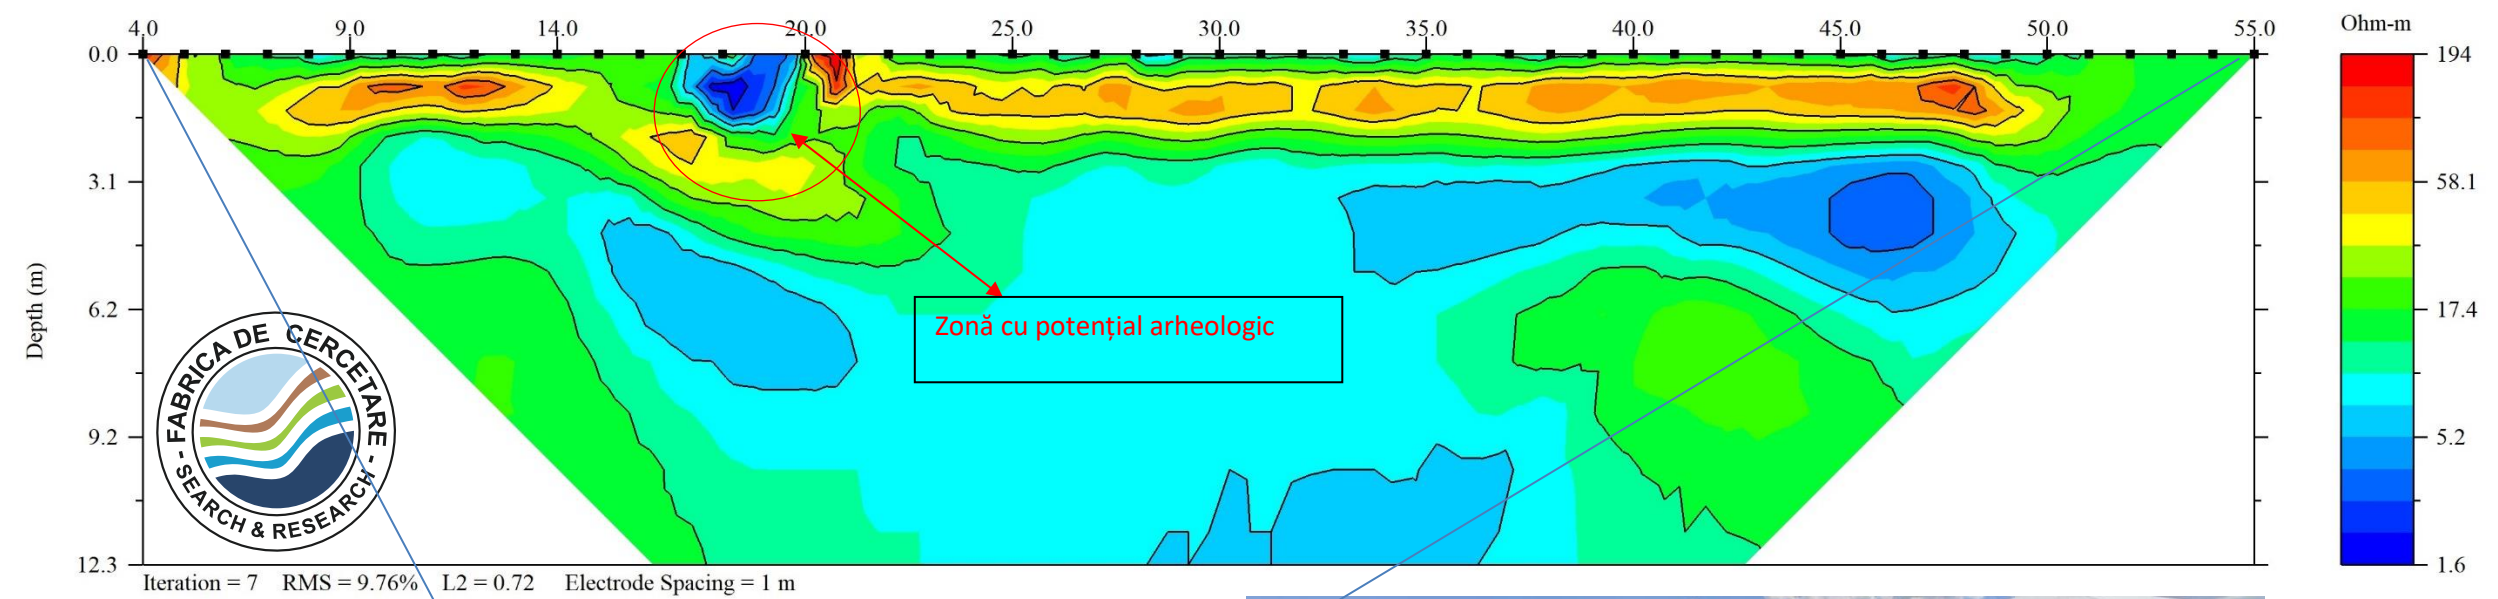 4.0 9.0 14.0 20.0 25.0 30.0 35.0 40.0 45.0 50.0 55.0
Ohm-m
0.0
3.1
6.2
9.2
12.3
Depth (m)
194
58.1
17.4
5.2
1.6
Zonă cu potențial arheologic
FABRICA DE CERCETARE
- SEARCH & RESEARCH -
Iteration = 7 RMS = 9.76% L2 = 0.72 Electrode Spacing = 1 m